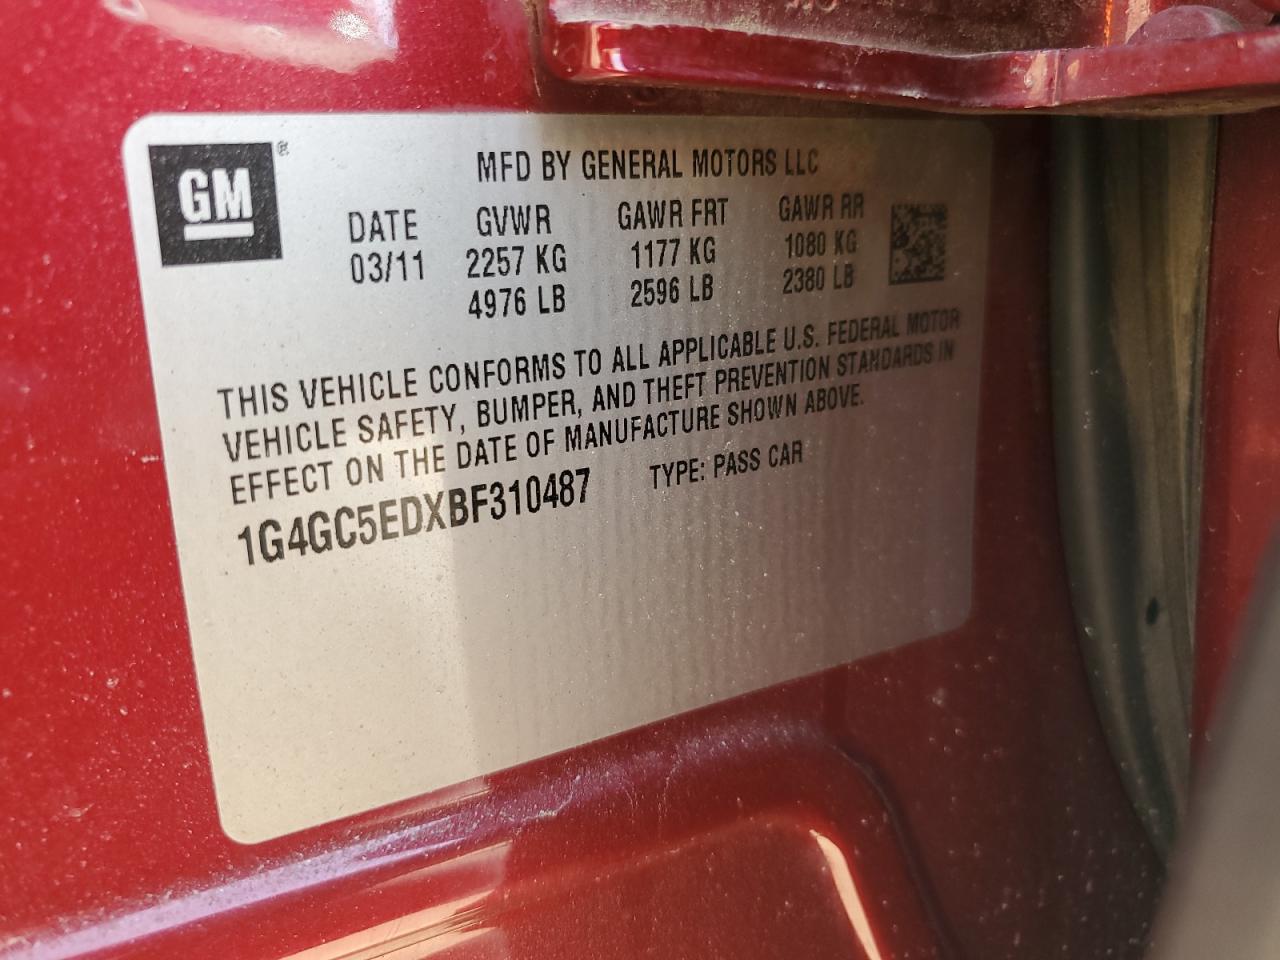 GM®
MFD BY GENERAL MOTORS LLC
DATE GVWR GAWR FRT GAWR RR
03/11 2257 KG 1177 KG 1080 KG
4976 LB 2596 LB 2380 LB
THIS VEHICLE CONFORMS TO ALL APPLICABLE U.S. FEDERAL MOTOR
VEHICLE SAFETY, BUMPER, AND THEFT PREVENTION STANDARDS IN
EFFECT ON THE DATE OF MANUFACTURE SHOWN ABOVE.
1G4GC5EDXBF310487 TYPE: PASS CAR